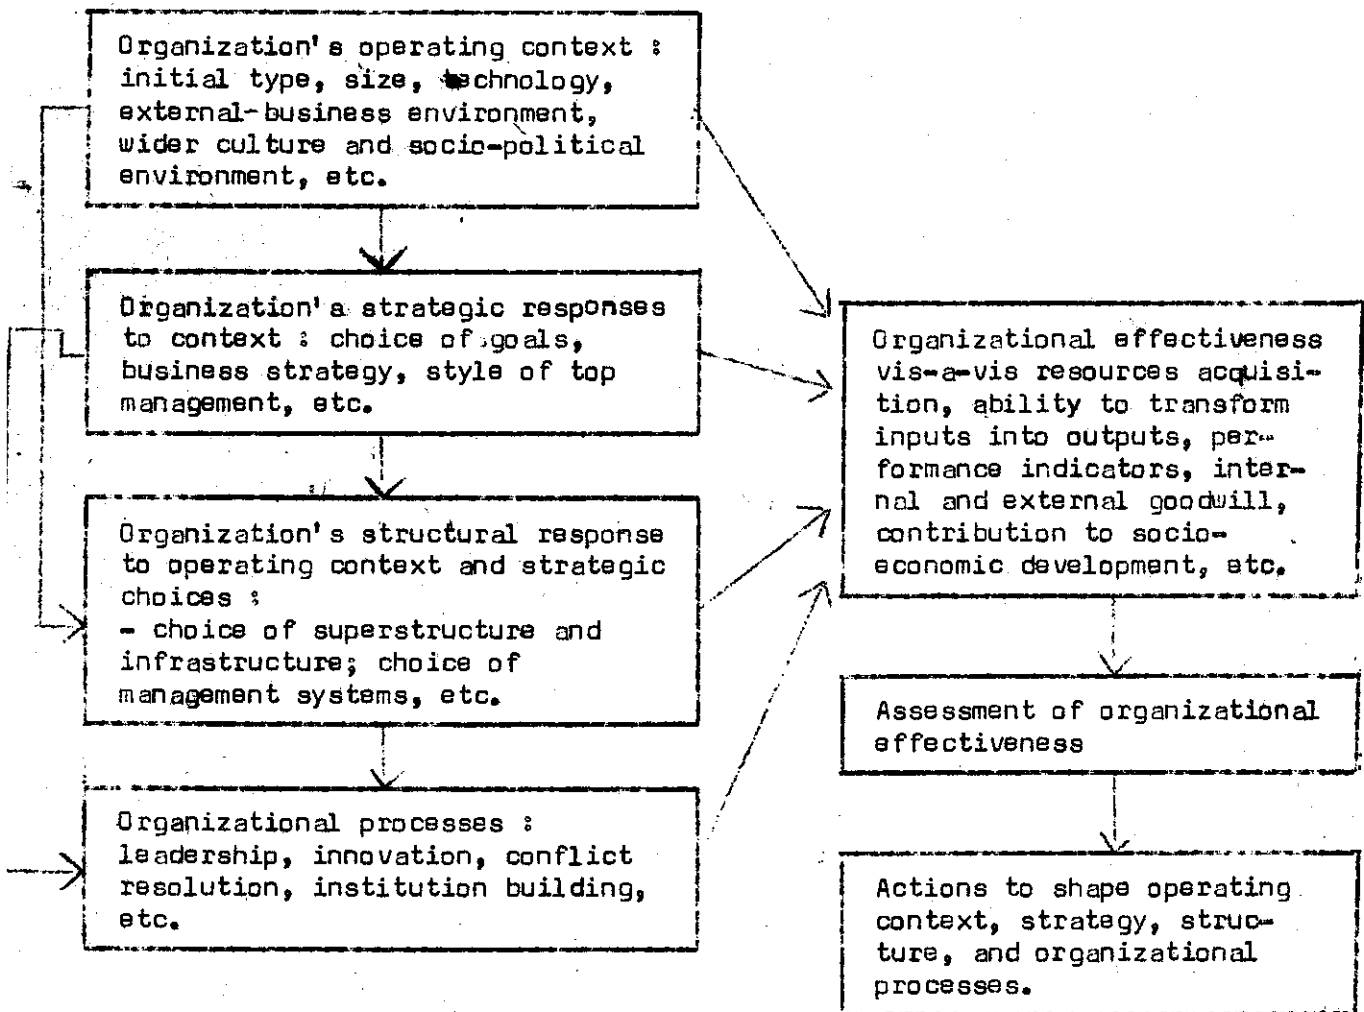 Organization's operating context :
initial type, size, technology,
external-business environment,
wider culture and socio-political
environment, etc.
Organization's strategic responses
to context : choice of goals,
business strategy, style of top
management, etc.
Organization's structural response
to operating context and strategic
choices :
- choice of superstructure and
infrastructure; choice of
management systems, etc.
Organizational processes :
leadership, innovation, conflict
resolution, institution building,
etc.
Organizational effectiveness
vis-a-vis resources acquisi-
tion, ability to transform
inputs into outputs, per-
formance indicators, inter-
nal and external goodwill,
contribution to socio-
economic development, etc.
Assessment of organizational
effectiveness
Actions to shape operating
context, strategy, struc-
ture, and organizational
processes.